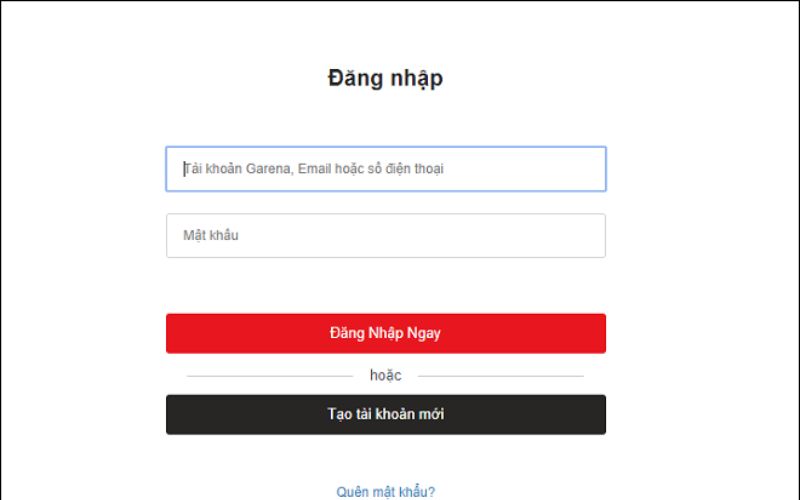 Đăng nhập
Tài khoản Garena, Email hoặc số điện thoại
Mật khẩu
Đăng Nhập Ngay
hoặc
Tạo tài khoản mới
Quên mật khẩu?